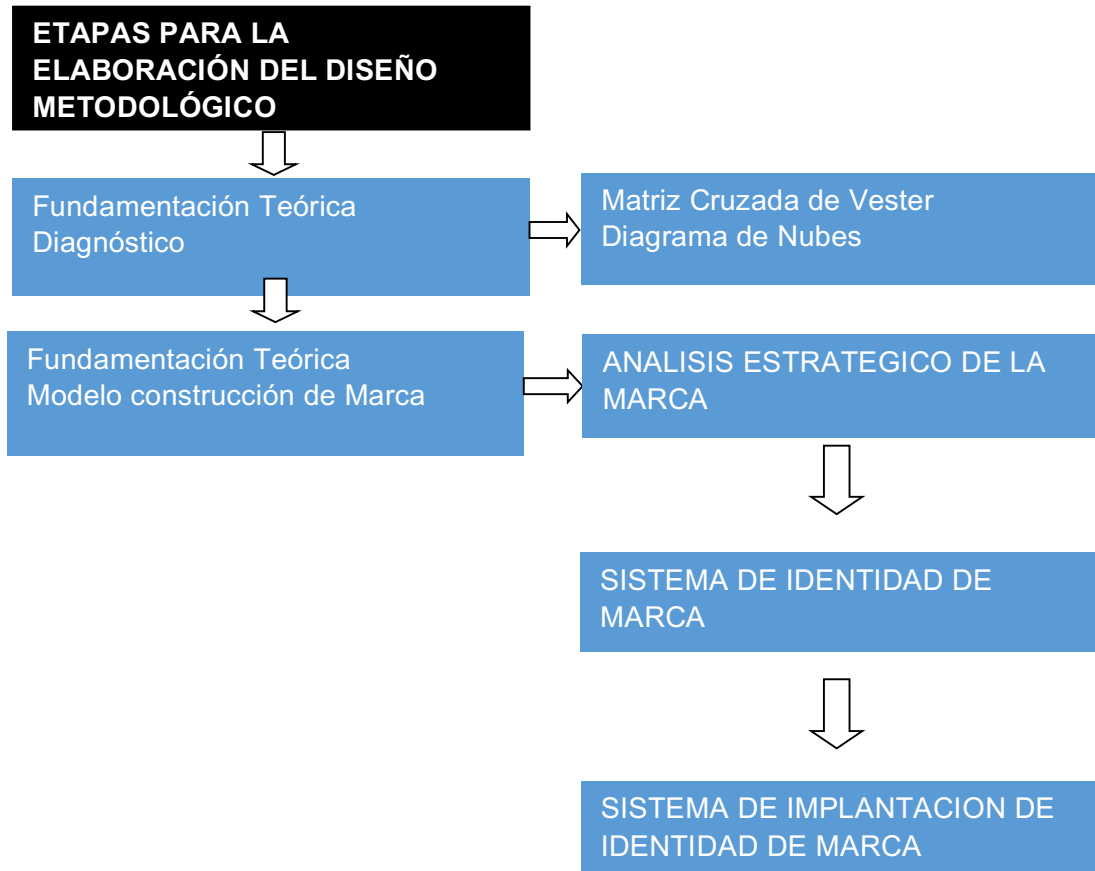 ETAPAS PARA LA
ELABORACIÓN DEL DISEÑO
METODOLÓGICO
Fundamentación Teórica
Diagnóstico
Matriz Cruzada de Vester
Diagrama de Nubes
Fundamentación Teórica
Modelo construcción de Marca
ANALISIS ESTRATEGICO DE LA
MARCA
SISTEMA DE IDENTIDAD DE
MARCA
SISTEMA DE IMPLANTACION DE
IDENTIDAD DE MARCA